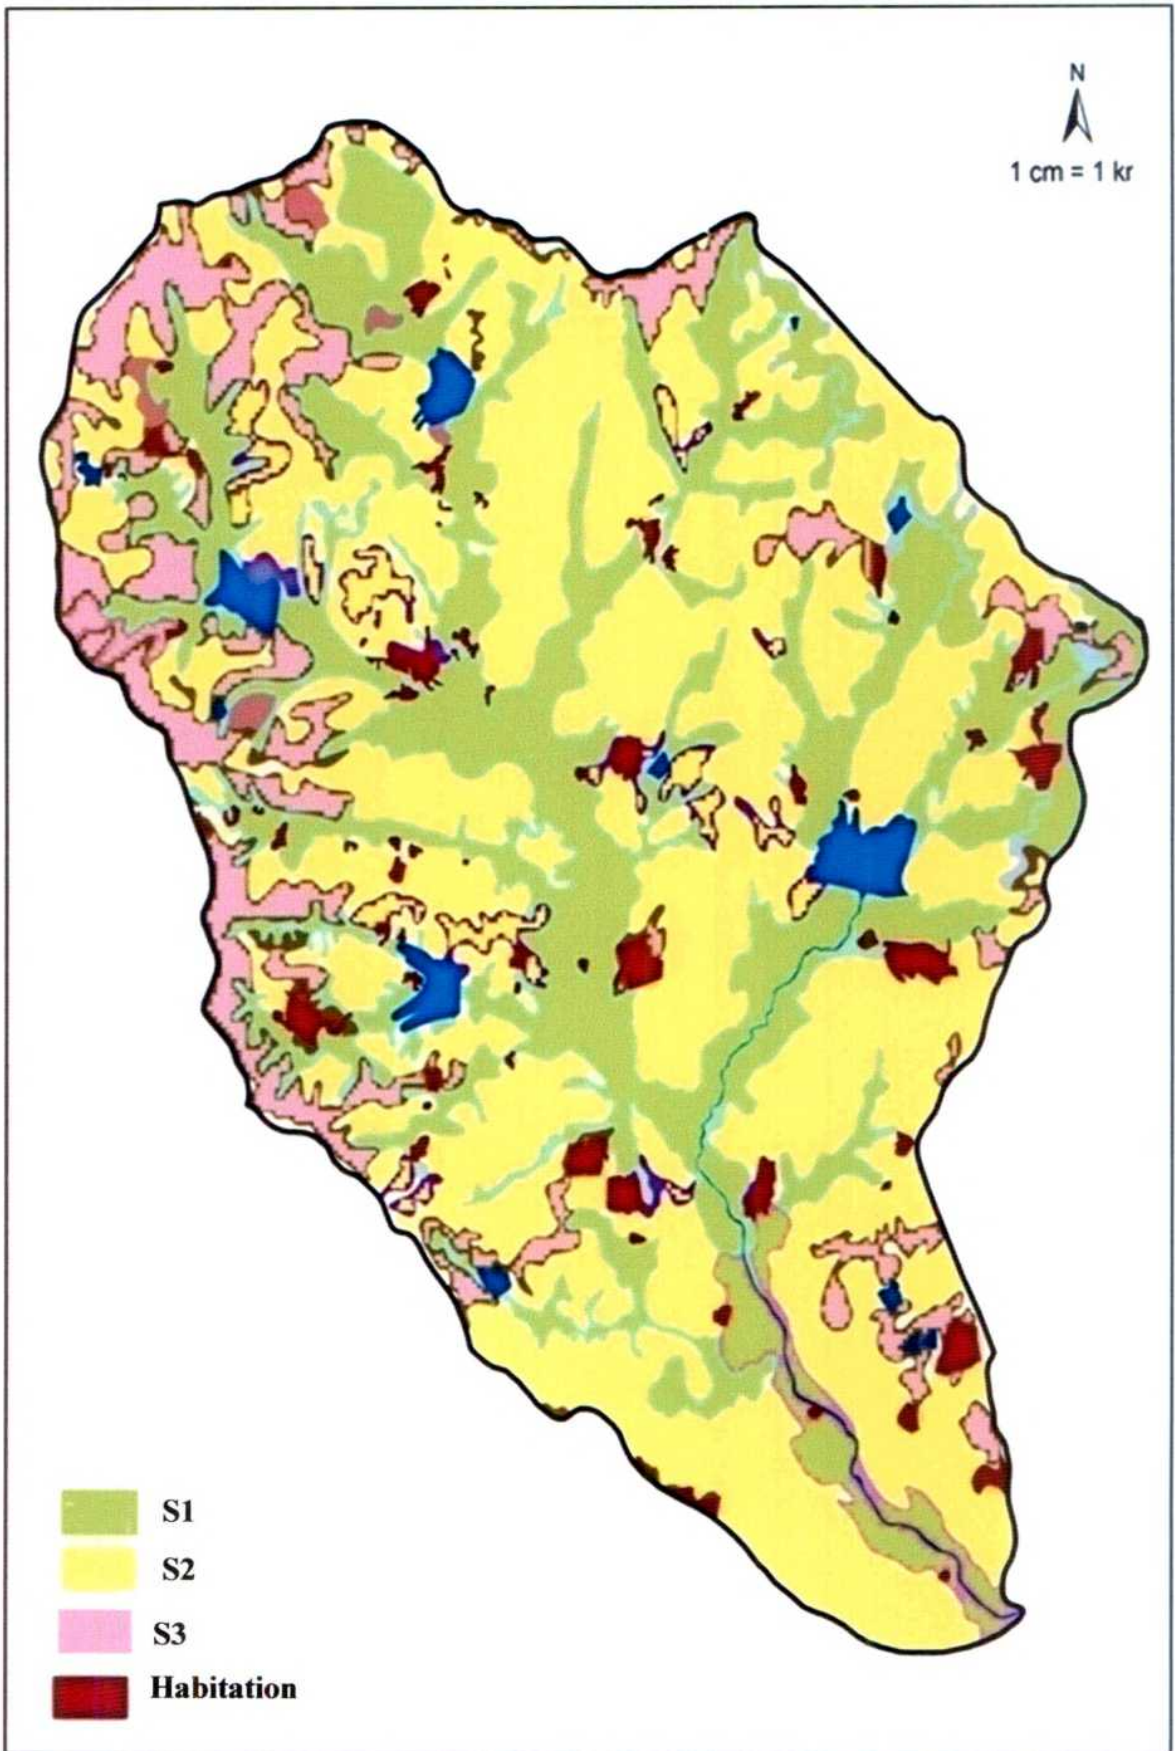 N
1 cm = 1 kr
S1
S2
S3
Habitation